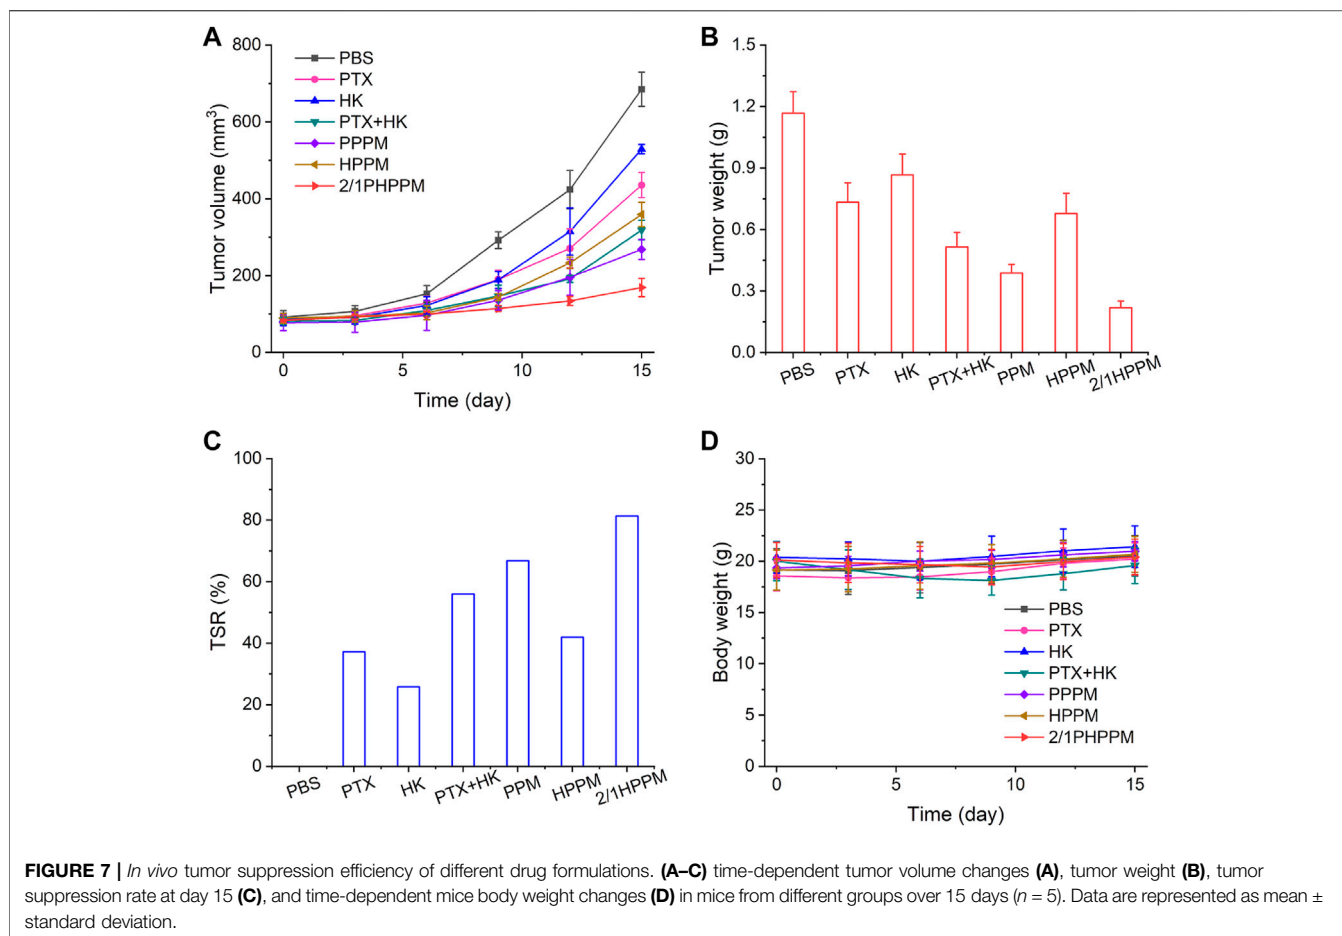 A
800
600
400
200
0
Tumor volume (mm³)
PBS
PTX
HK
PTX+HK
PPPM
HPPM
2/1PHPPM
0 5 10 15
Time (day)
B
1.5
1.2
0.9
0.6
0.3
0.0
Tumor weight (g)
PBS PTX HK PTX+HK PPM HPPM 2/1HPPM
C
100
80
60
40
20
0
TSR (%)
PBS PTX HK PTX+HK PPM HPPM 2/1HPPM
D
30
25
20
15
10
5
0
Body weight (g)
PBS
PTX
HK
PTX+HK
PPPM
HPPM
2/1PHPPM
0 5 10 15
Time (day)
FIGURE 7 | In vivo tumor suppression efficiency of different drug formulations. (A–C) time-dependent tumor volume changes (A), tumor weight (B), tumor
suppression rate at day 15 (C), and time-dependent mice body weight changes (D) in mice from different groups over 15 days (n = 5). Data are represented as mean ±
standard deviation.